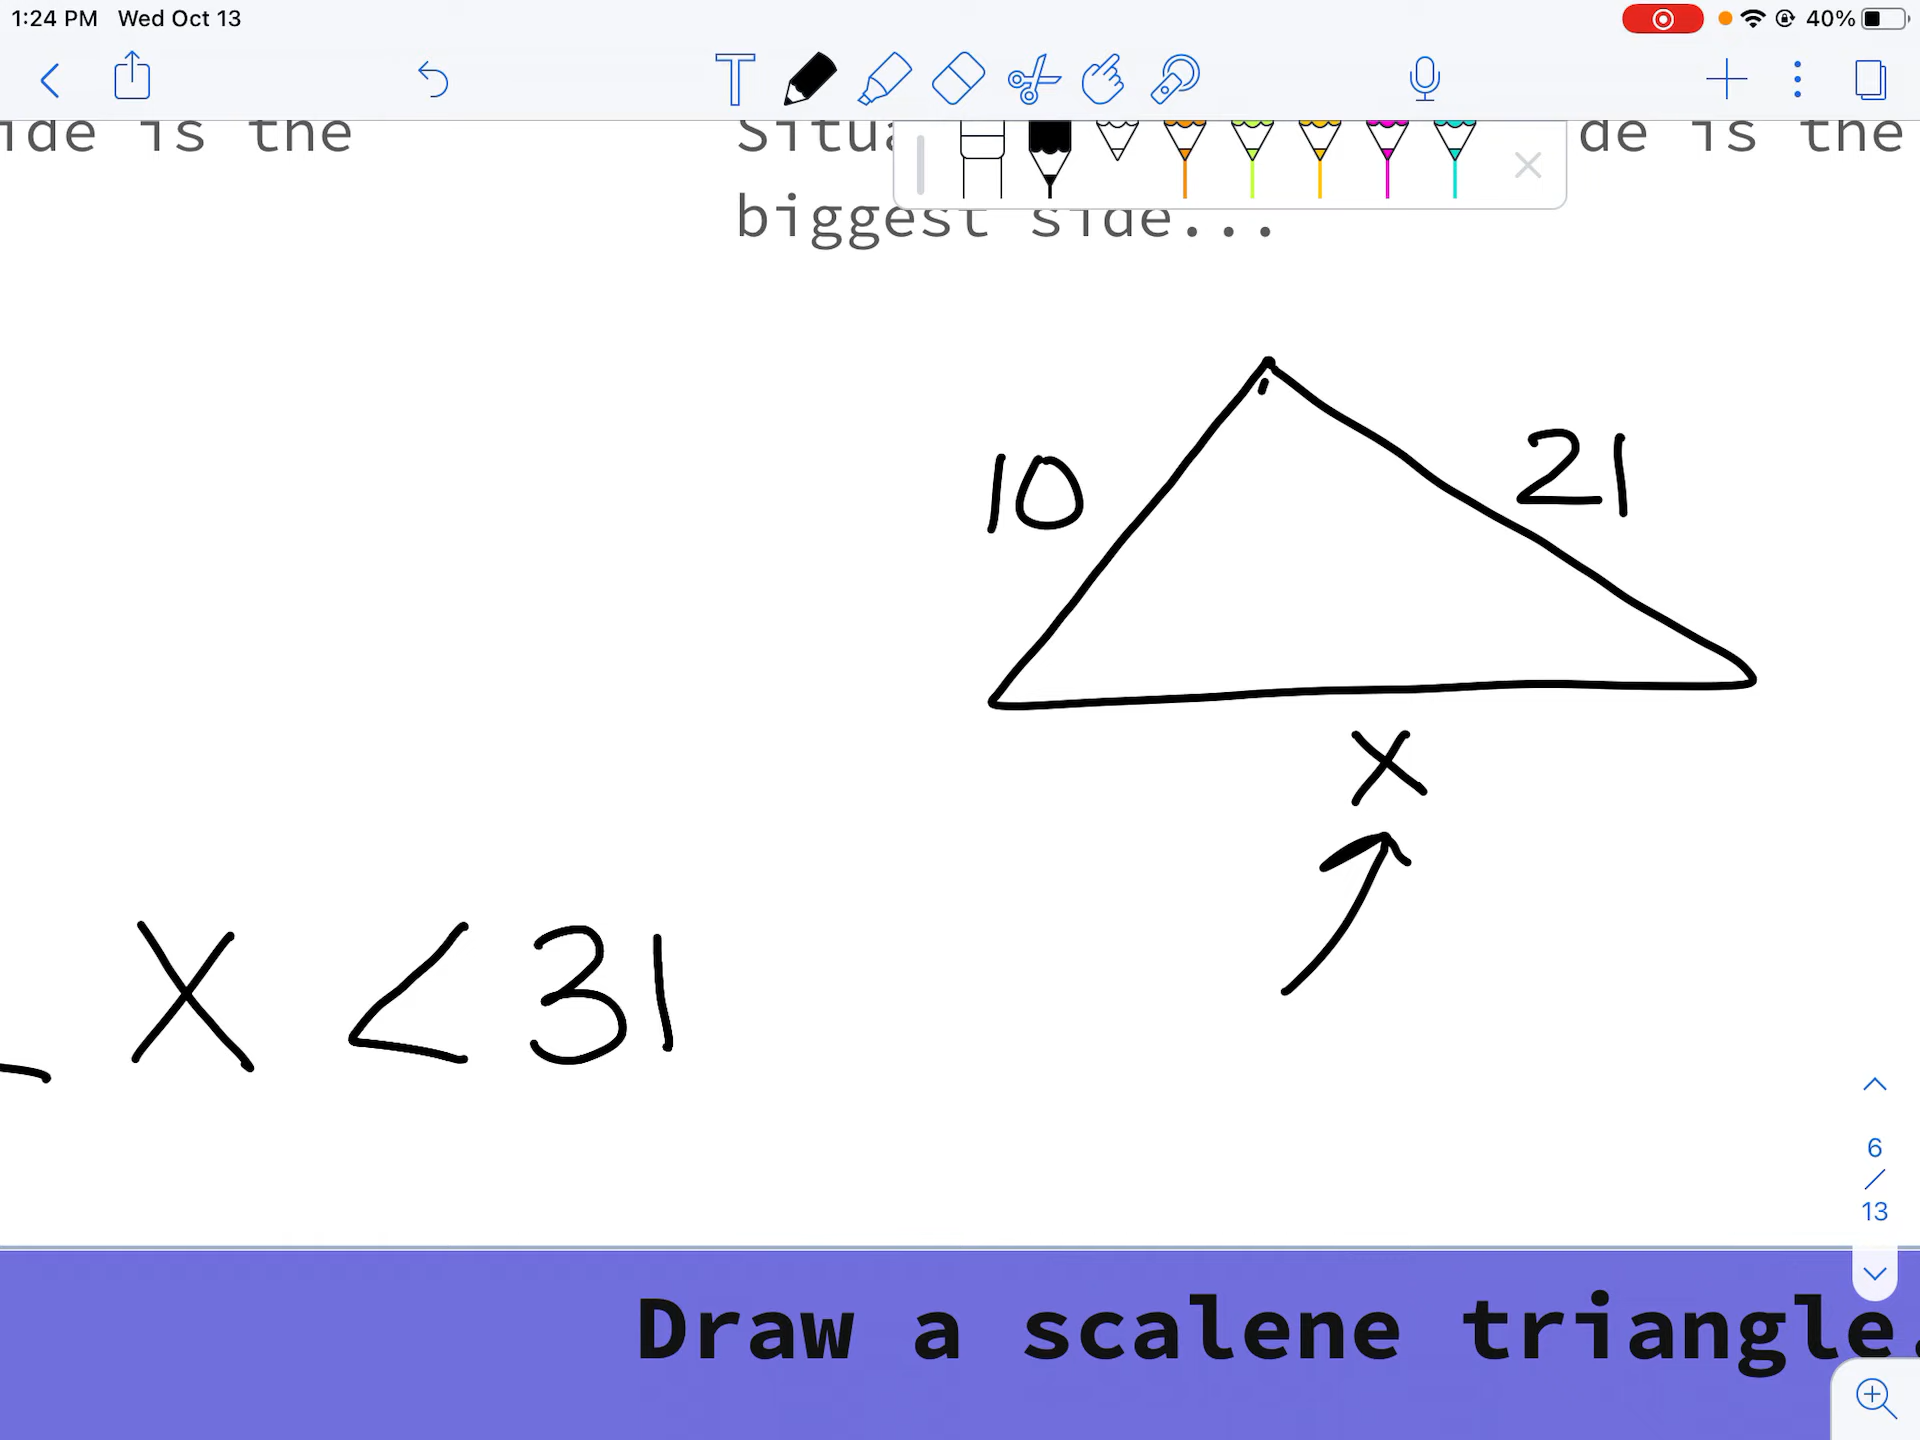 1:24 PM Wed Oct 13
40%
ide is the
de is the
biggest side...
10
21
X
X < 31
6
/
13
Draw a scalene triangle.